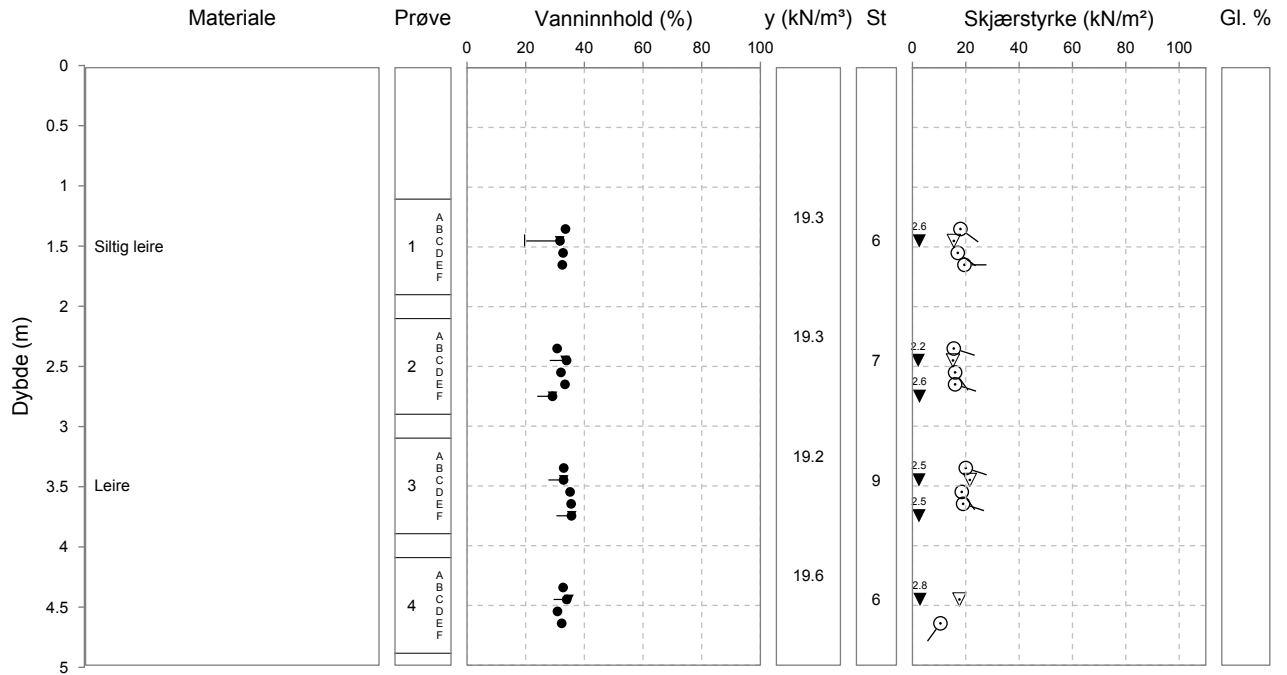 Materiale Prøve Vanninnhold (%) y (kN/m³) St Skjærstyrke (kN/m²) Gl. %
0 20 40 60 80 100 0 20 40 60 80 100
0
0.5
1
19.3
A
B 2.6
Siltig leire 1 C 6
1.5 D
E
F
2
19.3
A
B 2.2
2 C 7
2.5 D
E 2.6
F
Dybde (m)
3
19.2
A
B 2.5
Leire 3 C 9
3.5 D
E 2.5
F
4
19.6
A
B 2.8
4 C 6
4.5 D
E
F
5